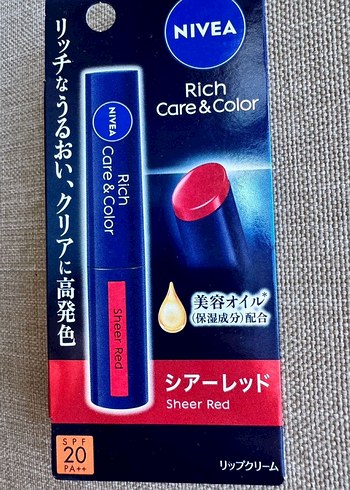 NIVEA
Rich
Care & Color
リッチなうるおい、クリアに高発色
NIVEA
Rich
Care & Color
Sheer Red
美容オイル*
(保湿成分)配合
シアーレッド
Sheer Red
SPF
20
PA++
リップクリーム